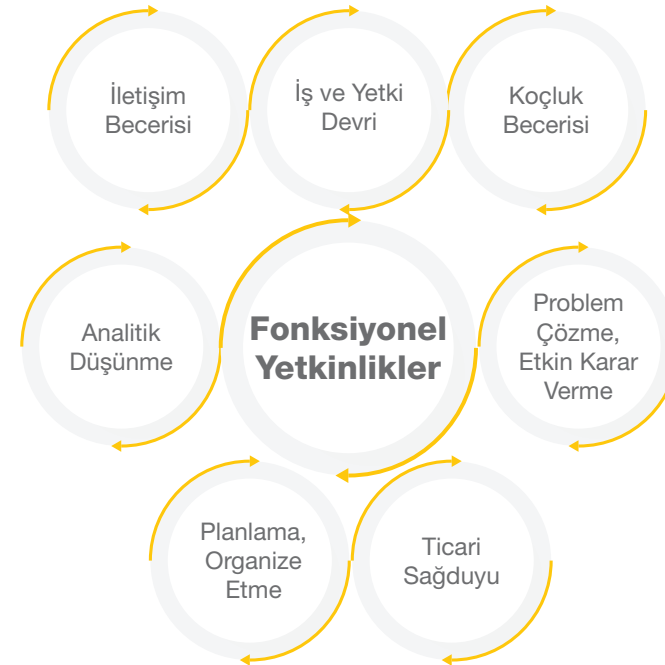 İletişim
Becerisi
İş ve Yetki
Devri
Koçluk
Becerisi
Analitik
Düşünme
Fonksiyonel
Yetkinlikler
Problem
Çözme,
Etkin Karar
Verme
Planlama,
Organize
Etme
Ticari
Sağduyu